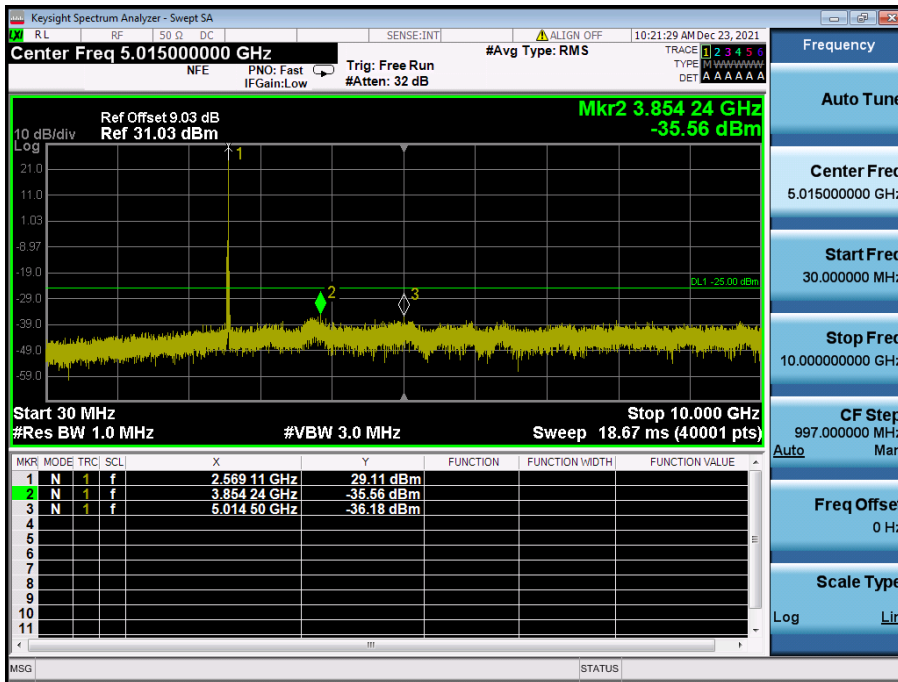 Keysight Spectrum Analyzer - Swept SA
LXI RL RF 50 Ω DC SENSE:INT ALIGN OFF 10:21:29 AM Dec 23, 2021
Center Freq 5.015000000 GHz #Avg Type: RMS TRACE 1 2 3 4 5 6
NFE PNO: Fast Trig: Free Run TYPE M W W W W W
IFGain:Low #Atten: 32 dB DET A A A A A A
Mkr2 3.854 24 GHz
-35.56 dBm
Ref Offset 9.03 dB
10 dB/div Ref 31.03 dBm
Log
1
21.0
11.0
1.03
-8.97
-19.0
DL1 -25.00 dBm
-29.0
2
3
-39.0
-49.0
-59.0
Start 30 MHz Stop 10.000 GHz
#Res BW 1.0 MHz #VBW 3.0 MHz Sweep 18.67 ms (40001 pts)
MKR MODE TRC SCL X Y FUNCTION FUNCTION WIDTH FUNCTION VALUE
1 N 1 f 2.569 11 GHz 29.11 dBm
2 N 1 f 3.854 24 GHz -35.56 dBm
3 N 1 f 5.014 50 GHz -36.18 dBm
4
5
6
7
8
9
10
11
MSG STATUS
Frequency
Auto Tune
Center Freq
5.015000000 GHz
Start Freq
30.000000 MHz
Stop Freq
10.000000000 GHz
CF Step
997.000000 MHz
Auto Man
Freq Offset
0 Hz
Scale Type
Log Lin